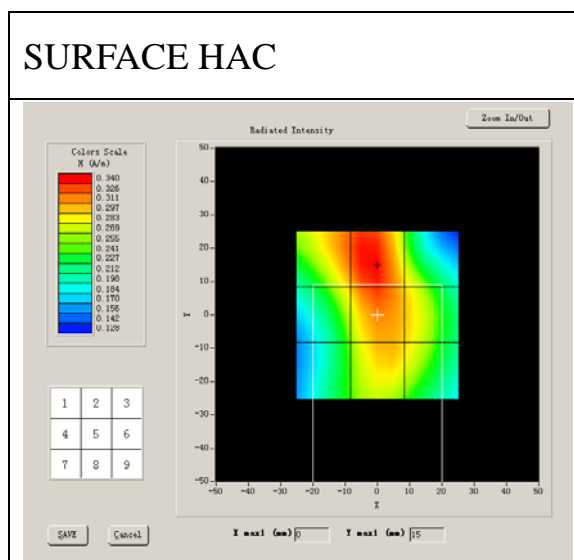 SURFACE HAC
Zoom In/Out
Radiated Intensity
Colors Scale
H (A/m)
0.340
0.326
0.311
0.297
0.283
0.269
0.255
0.241
0.227
0.212
0.198
0.184
0.170
0.156
0.142
0.128
50
40
30
20
10
0
-10
-20
-30
-40
-50
Y
-50 -40 -30 -20 -10 0 10 20 30 40 50
X
1 2 3
4 5 6
7 8 9
SAVE Cancel
X max1 (mm) 0 Y max1 (mm) 15